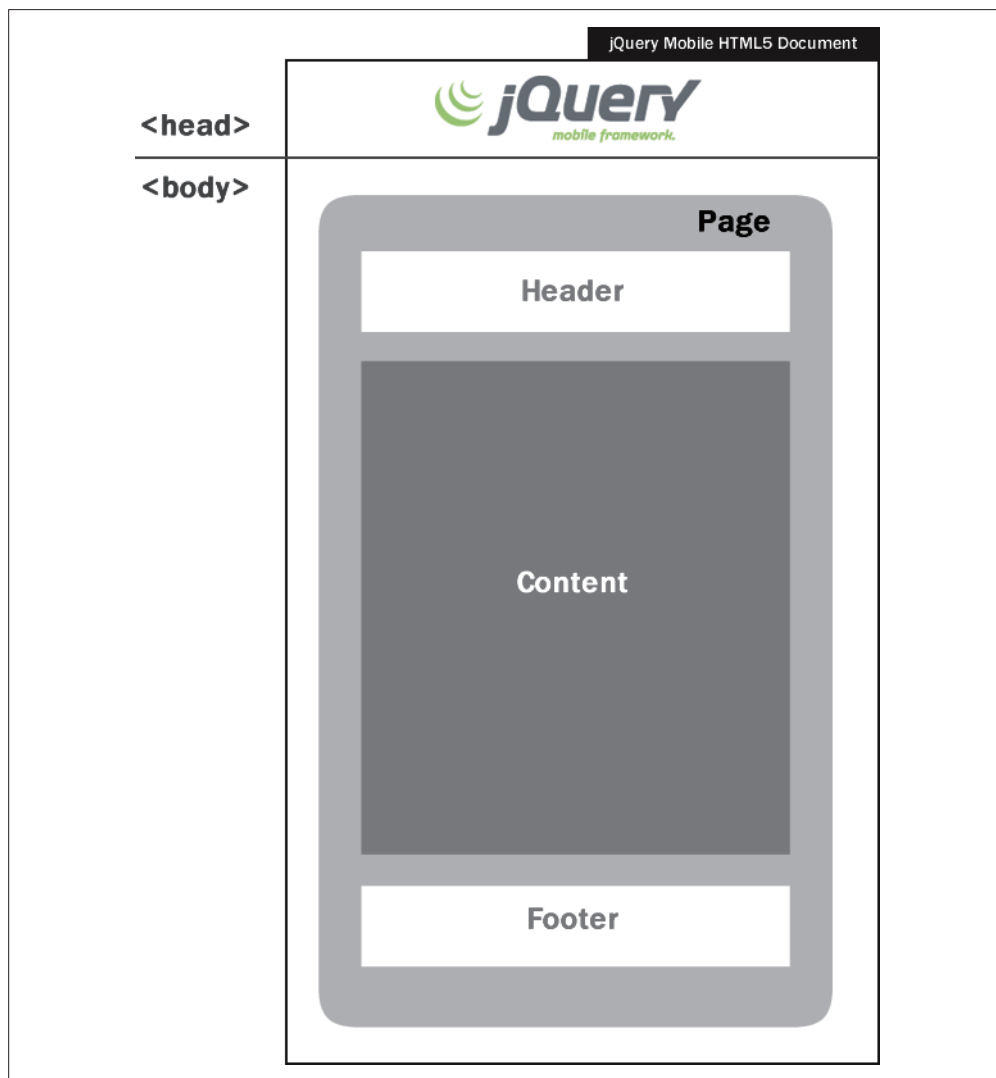 jQuery Mobile HTML5 Document
jQuery
mobile framework.
<head>
<body>
Page
Header
Content
Footer